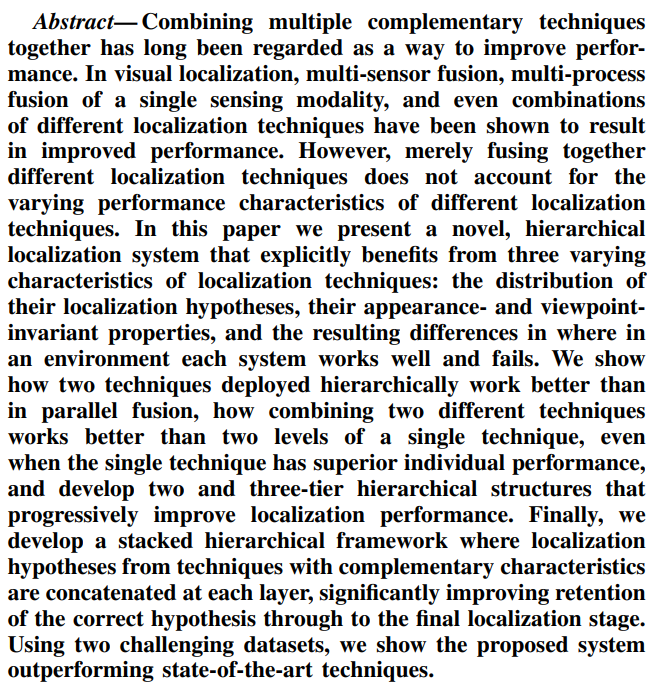 Abstract—Combining multiple complementary techniques
together has long been regarded as a way to improve perfor-
mance. In visual localization, multi-sensor fusion, multi-process
fusion of a single sensing modality, and even combinations
of different localization techniques have been shown to result
in improved performance. However, merely fusing together
different localization techniques does not account for the
varying performance characteristics of different localization
techniques. In this paper we present a novel, hierarchical
localization system that explicitly benefits from three varying
characteristics of localization techniques: the distribution of
their localization hypotheses, their appearance- and viewpoint-
invariant properties, and the resulting differences in where in
an environment each system works well and fails. We show
how two techniques deployed hierarchically work better than
in parallel fusion, how combining two different techniques
works better than two levels of a single technique, even
when the single technique has superior individual performance,
and develop two and three-tier hierarchical structures that
progressively improve localization performance. Finally, we
develop a stacked hierarchical framework where localization
hypotheses from techniques with complementary characteristics
are concatenated at each layer, significantly improving retention
of the correct hypothesis through to the final localization stage.
Using two challenging datasets, we show the proposed system
outperforming state-of-the-art techniques.